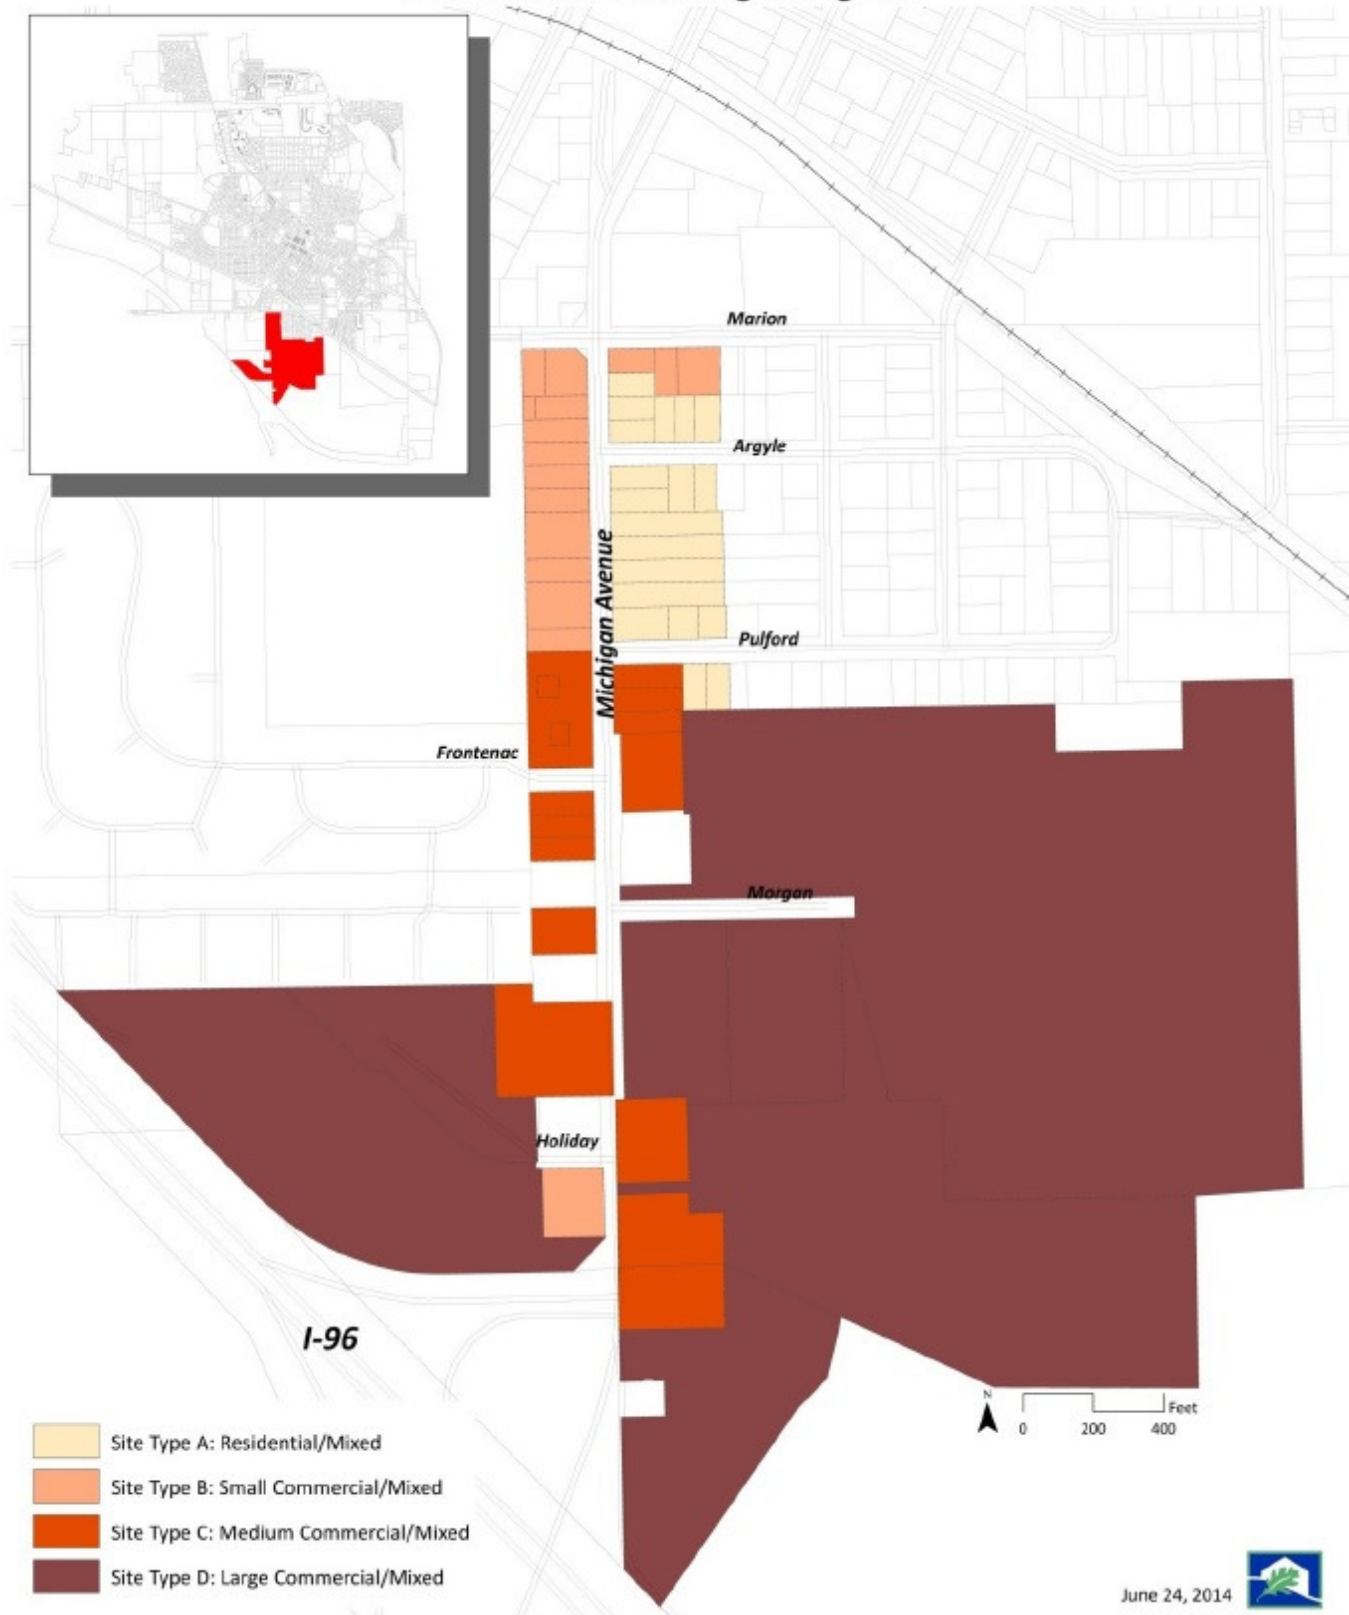 Marion
Argyle
Michigan Avenue
Pulford
Frontenac
Morgan
Holiday
I-96
N
Feet
0 200 400
Site Type A: Residential/Mixed
Site Type B: Small Commercial/Mixed
Site Type C: Medium Commercial/Mixed
Site Type D: Large Commercial/Mixed
June 24, 2014